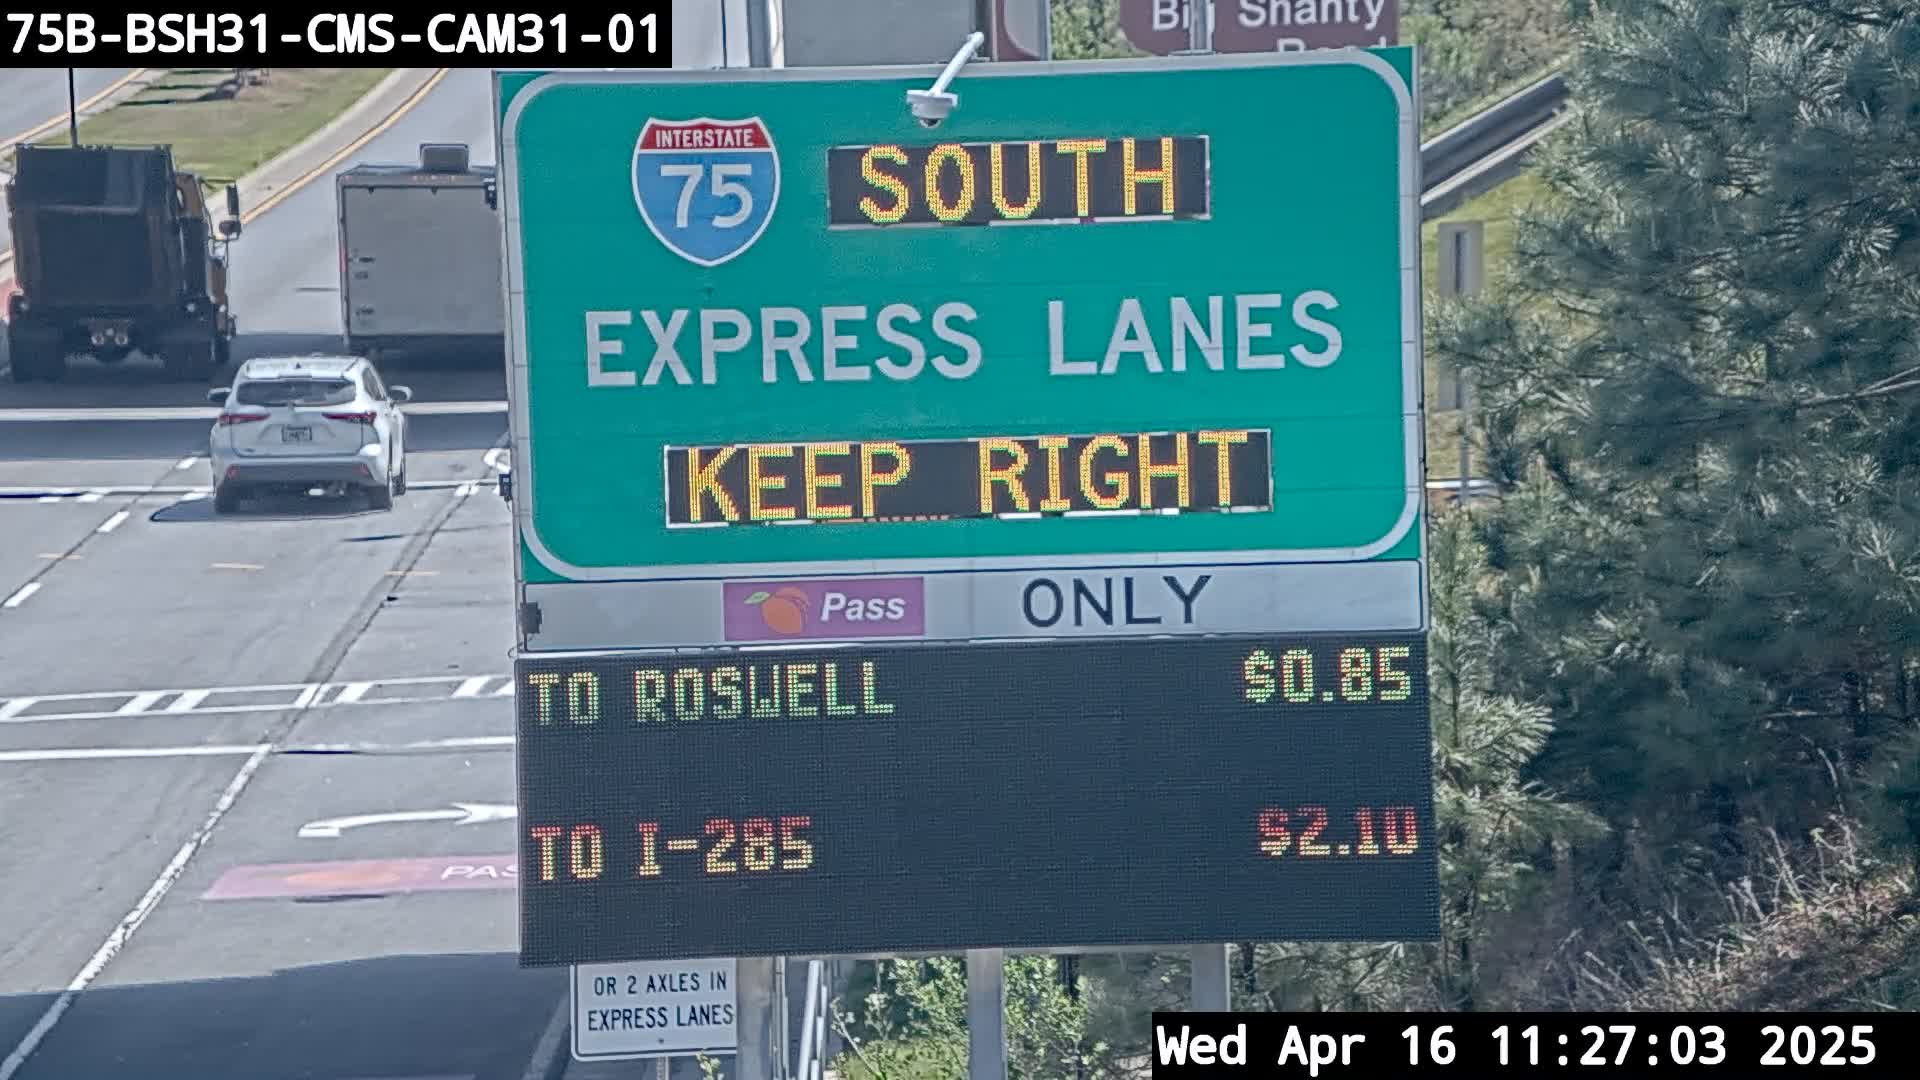 75B-BSH31-CMS-CAM31-01
Shanty
INTERSTATE
75
SOUTH
EXPRESS LANES
KEEP RIGHT
Pass
ONLY
TO ROSWELL $0.85
TO I-285 $2.10
PAS
OR 2 AXLES IN
EXPRESS LANES
Wed Apr 16 11:27:03 2025